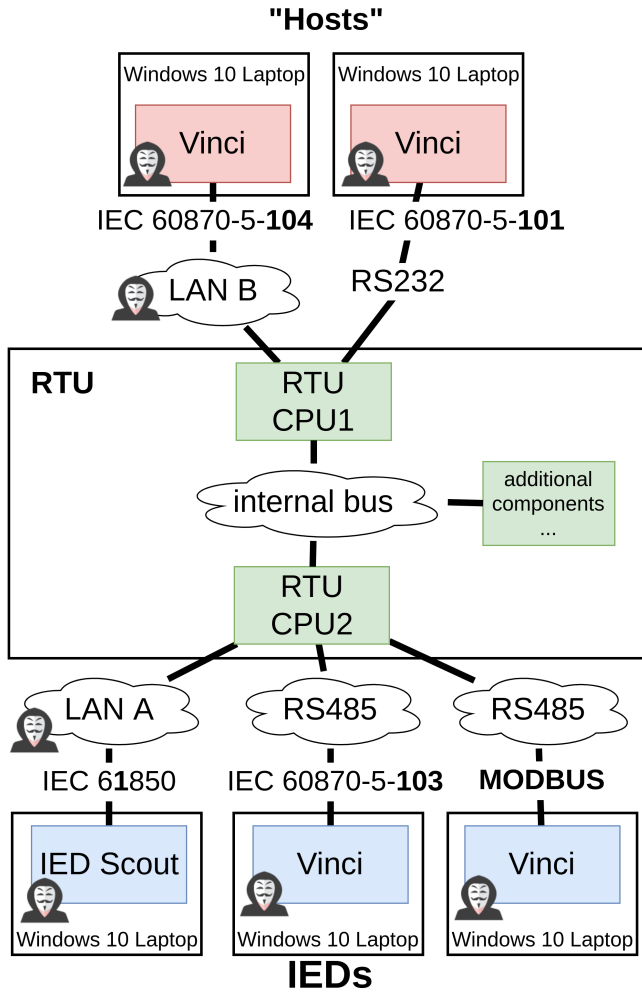 "Hosts"
Windows 10 Laptop
Vinci
IEC 60870-5-104
LAN B
Windows 10 Laptop
Vinci
IEC 60870-5-101
RS232
RTU
RTU
CPU1
internal bus
additional
components
...
RTU
CPU2
LAN A
IEC 61850
IED Scout
Windows 10 Laptop
RS485
IEC 60870-5-103
Vinci
Windows 10 Laptop
RS485
MODBUS
Vinci
Windows 10 Laptop
IEDs